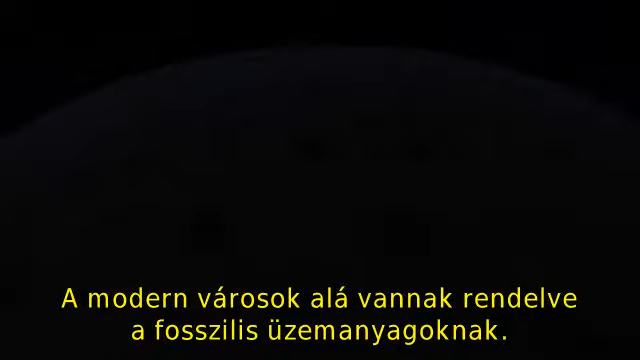 A modern városok alá vannak rendelve
a fosszilis üzemanyagoknak.